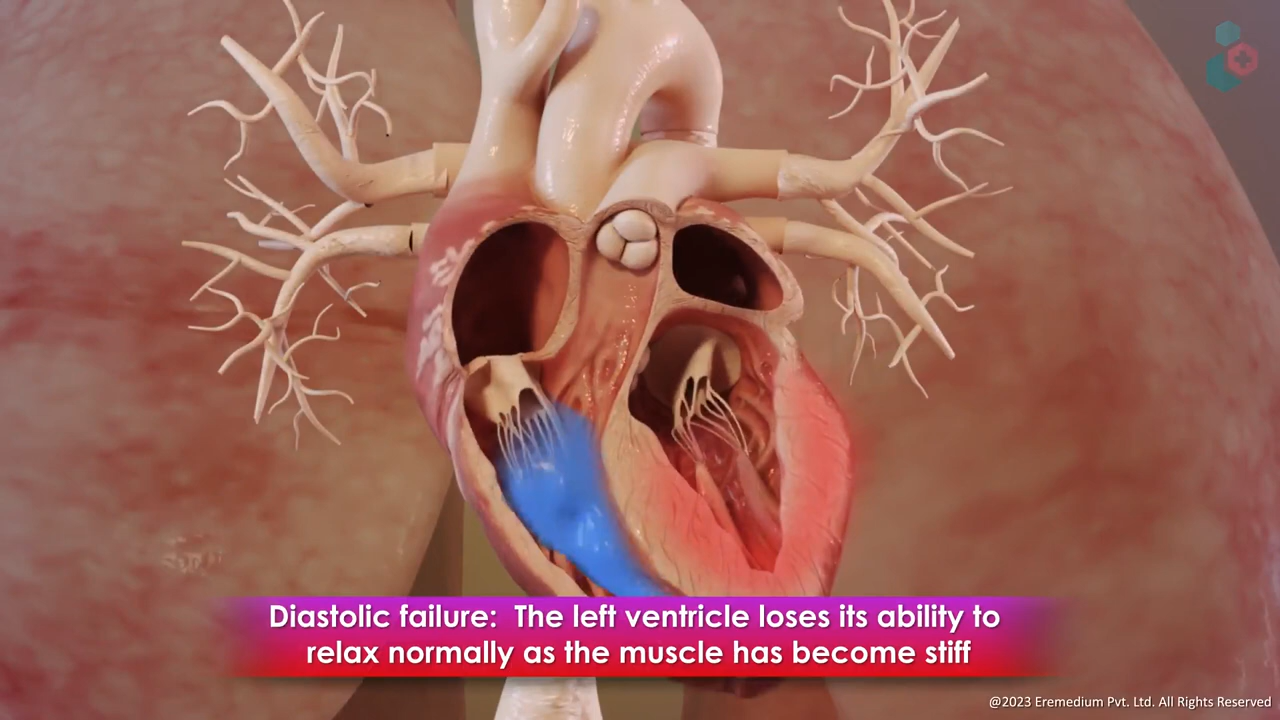 Diastolic failure:  The left ventricle loses its ability to
relax normally as the muscle has become stiff
@2023 Eremedium Pvt. Ltd. All Rights Reserved